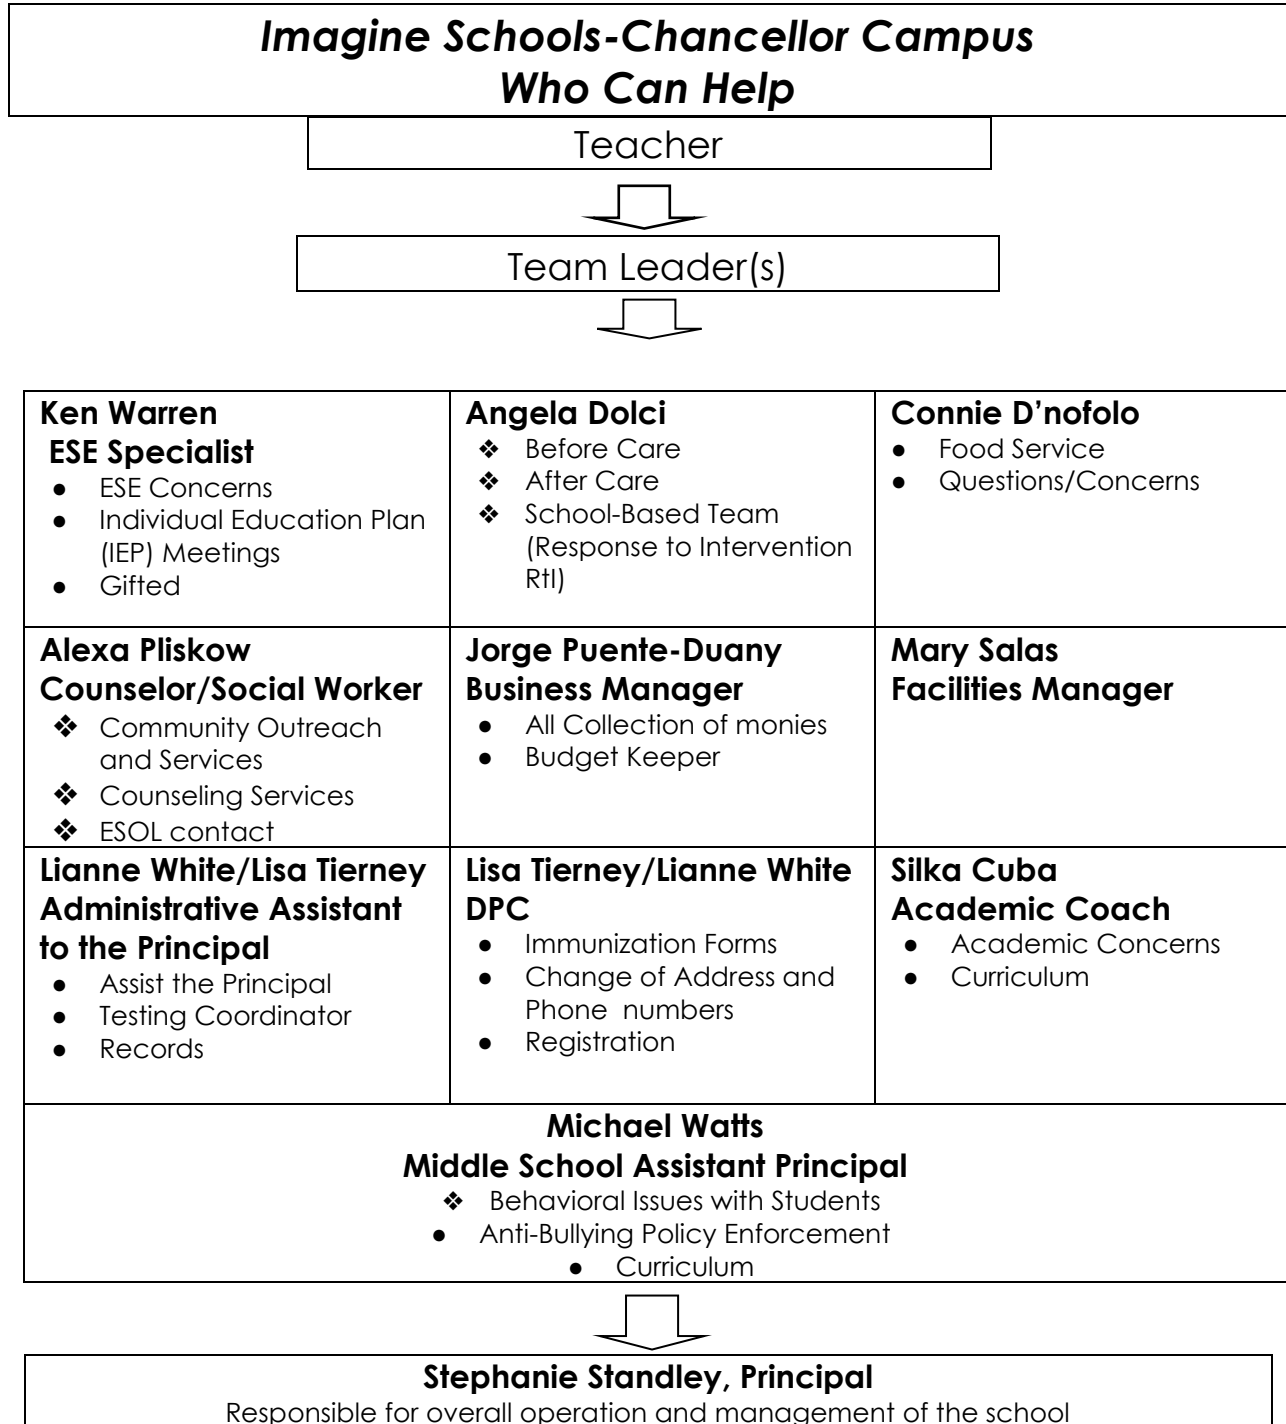 Imagine Schools-Chancellor Campus
Who Can Help
Teacher
Team Leader(s)
Ken Warren
ESE Specialist
● ESE Concerns
● Individual Education Plan
(IEP) Meetings
● Gifted
Angela Dolci
❖ Before Care
❖ After Care
❖ School-Based Team
(Response to Intervention
RtI)
Connie D’nofolo
● Food Service
● Questions/Concerns
Alexa Pliskow
Counselor/Social Worker
❖ Community Outreach
and Services
❖ Counseling Services
❖ ESOL contact
Jorge Puente-Duany
Business Manager
● All Collection of monies
● Budget Keeper
Mary Salas
Facilities Manager
Lianne White/Lisa Tierney
Administrative Assistant
to the Principal
● Assist the Principal
● Testing Coordinator
● Records
Lisa Tierney/Lianne White
DPC
● Immunization Forms
● Change of Address and
Phone numbers
● Registration
Silka Cuba
Academic Coach
● Academic Concerns
● Curriculum
Michael Watts
Middle School Assistant Principal
❖ Behavioral Issues with Students
● Anti-Bullying Policy Enforcement
● Curriculum
Stephanie Standley, Principal
Responsible for overall operation and management of the school